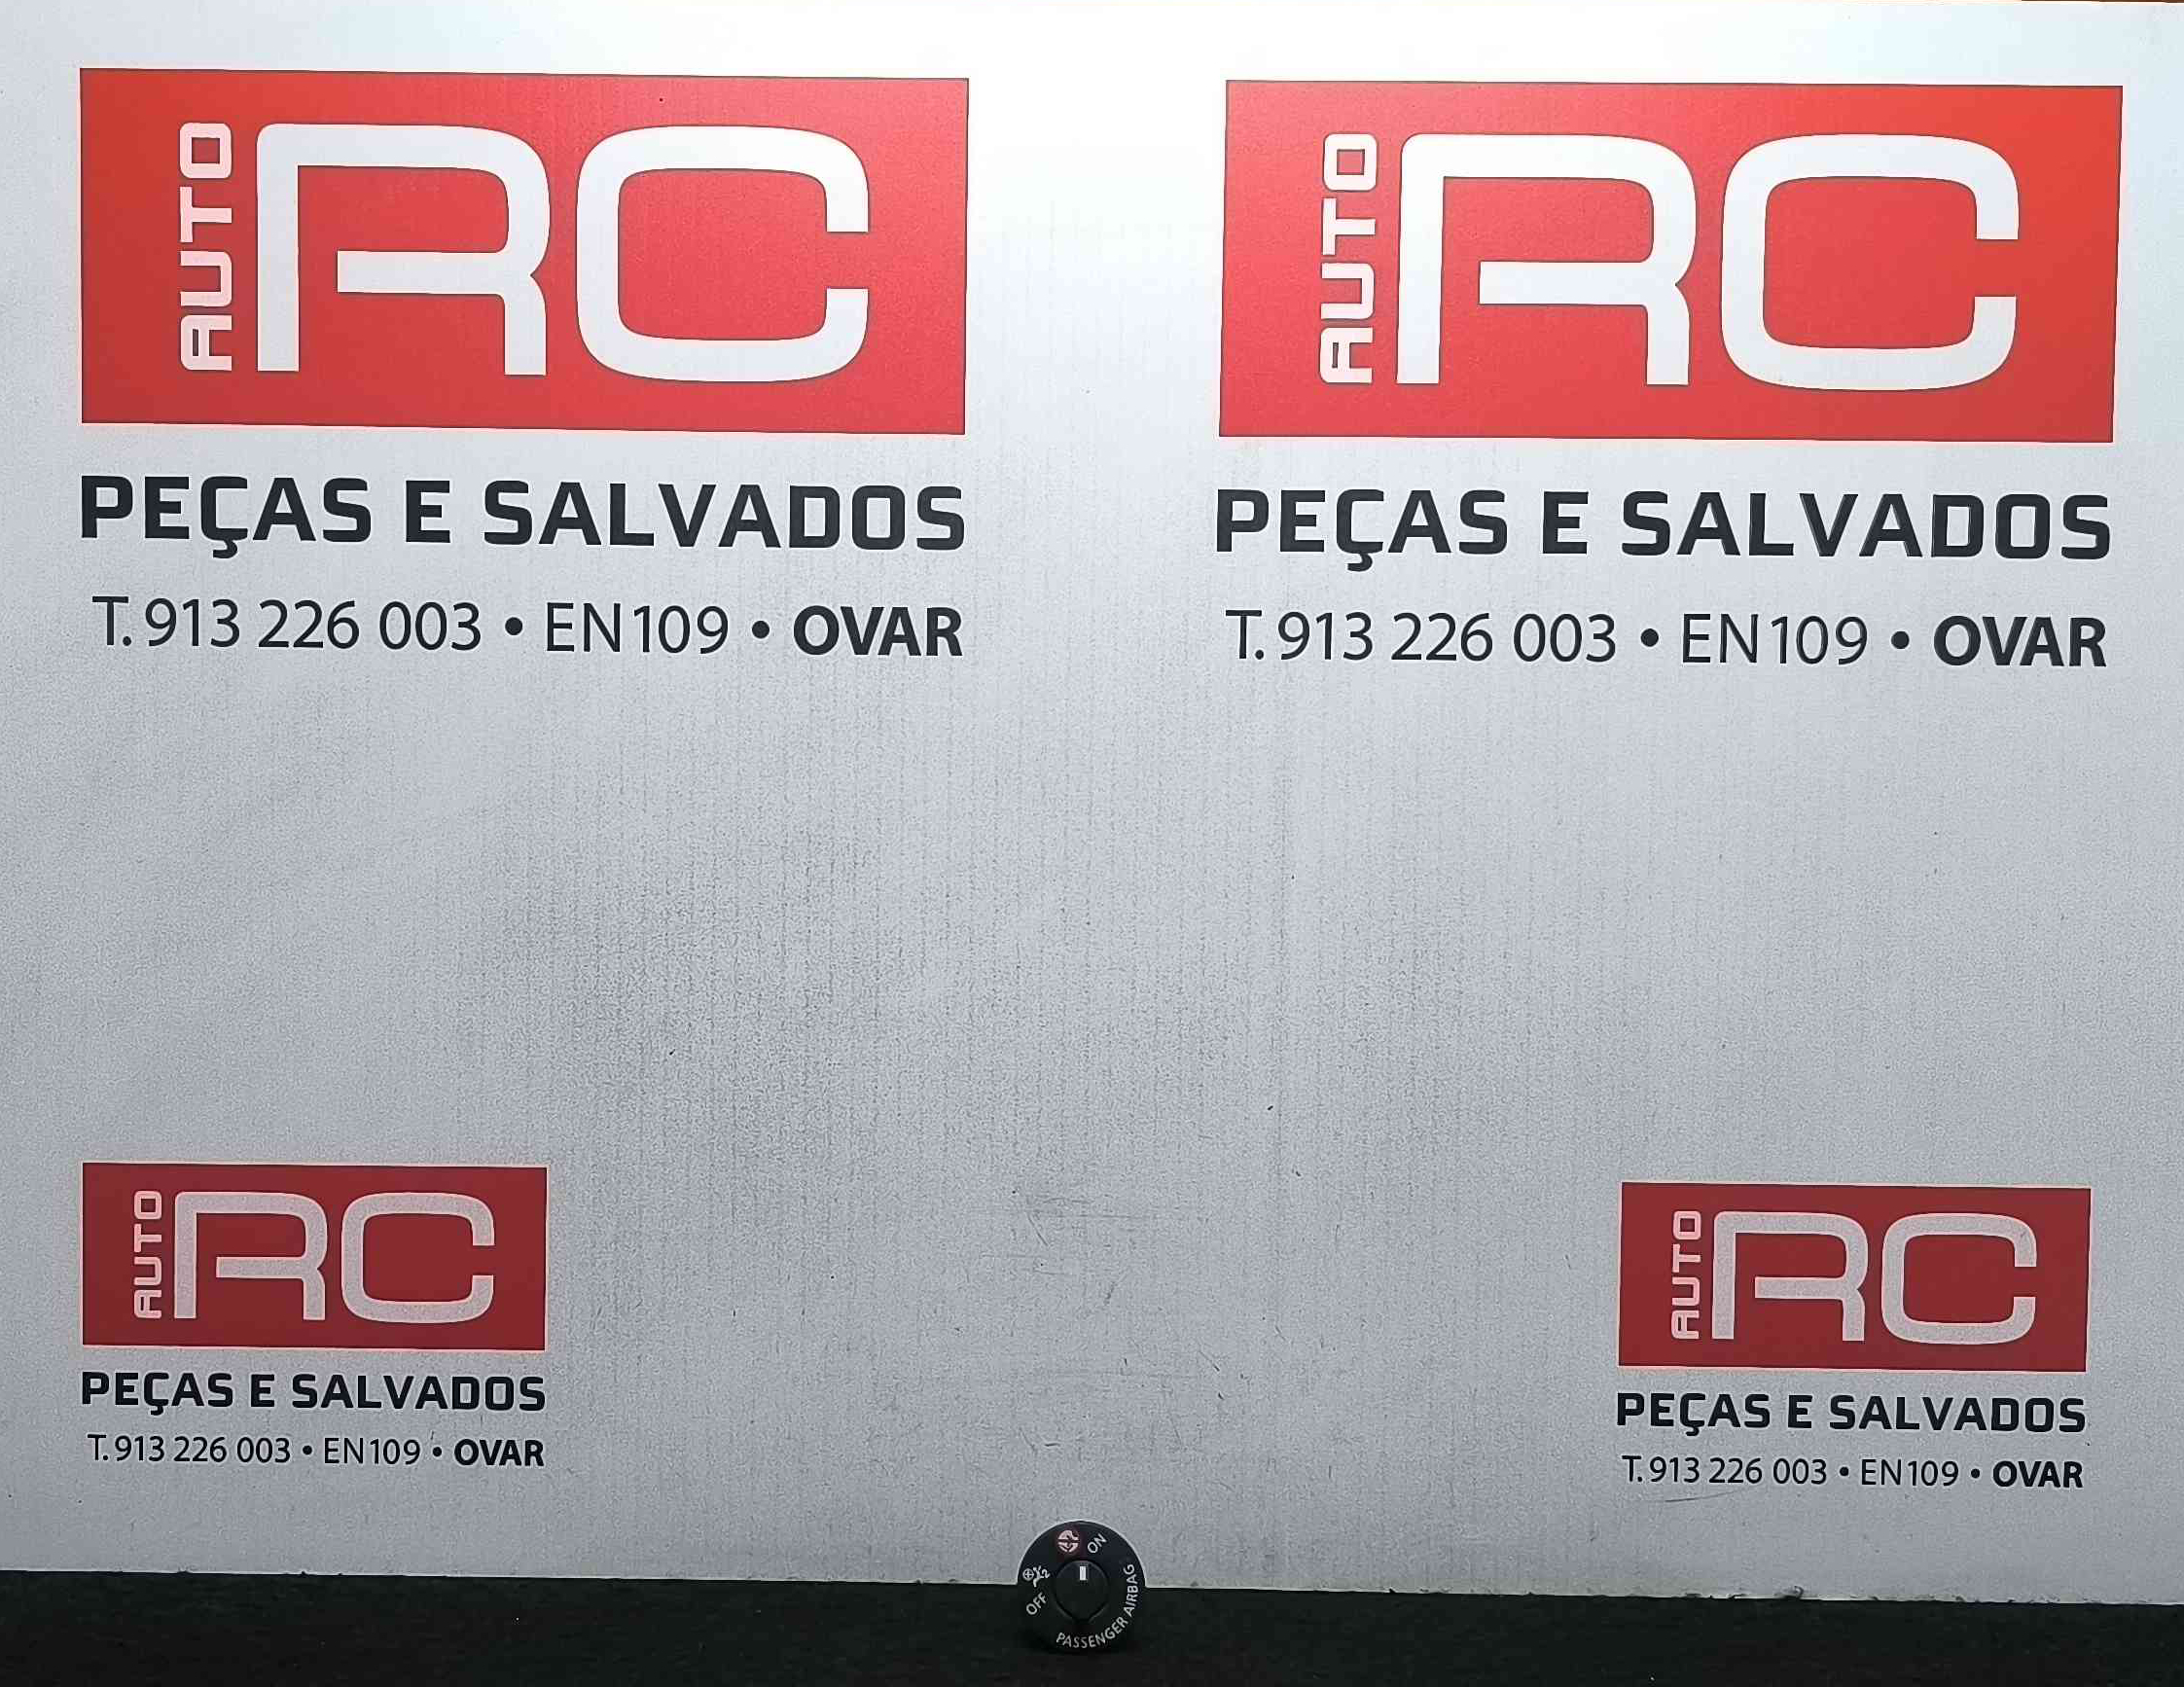 AUTO RC
PEÇAS E SALVADOS
T. 913 226 003 • EN109 • OVAR
AUTO RC
PEÇAS E SALVADOS
T. 913 226 003 • EN109 • OVAR
AUTO RC
PEÇAS E SALVADOS
T. 913 226 003 • EN109 • OVAR
AUTO RC
PEÇAS E SALVADOS
T. 913 226 003 • EN109 • OVAR
ON
OFF
PASSENGER AIRBAG